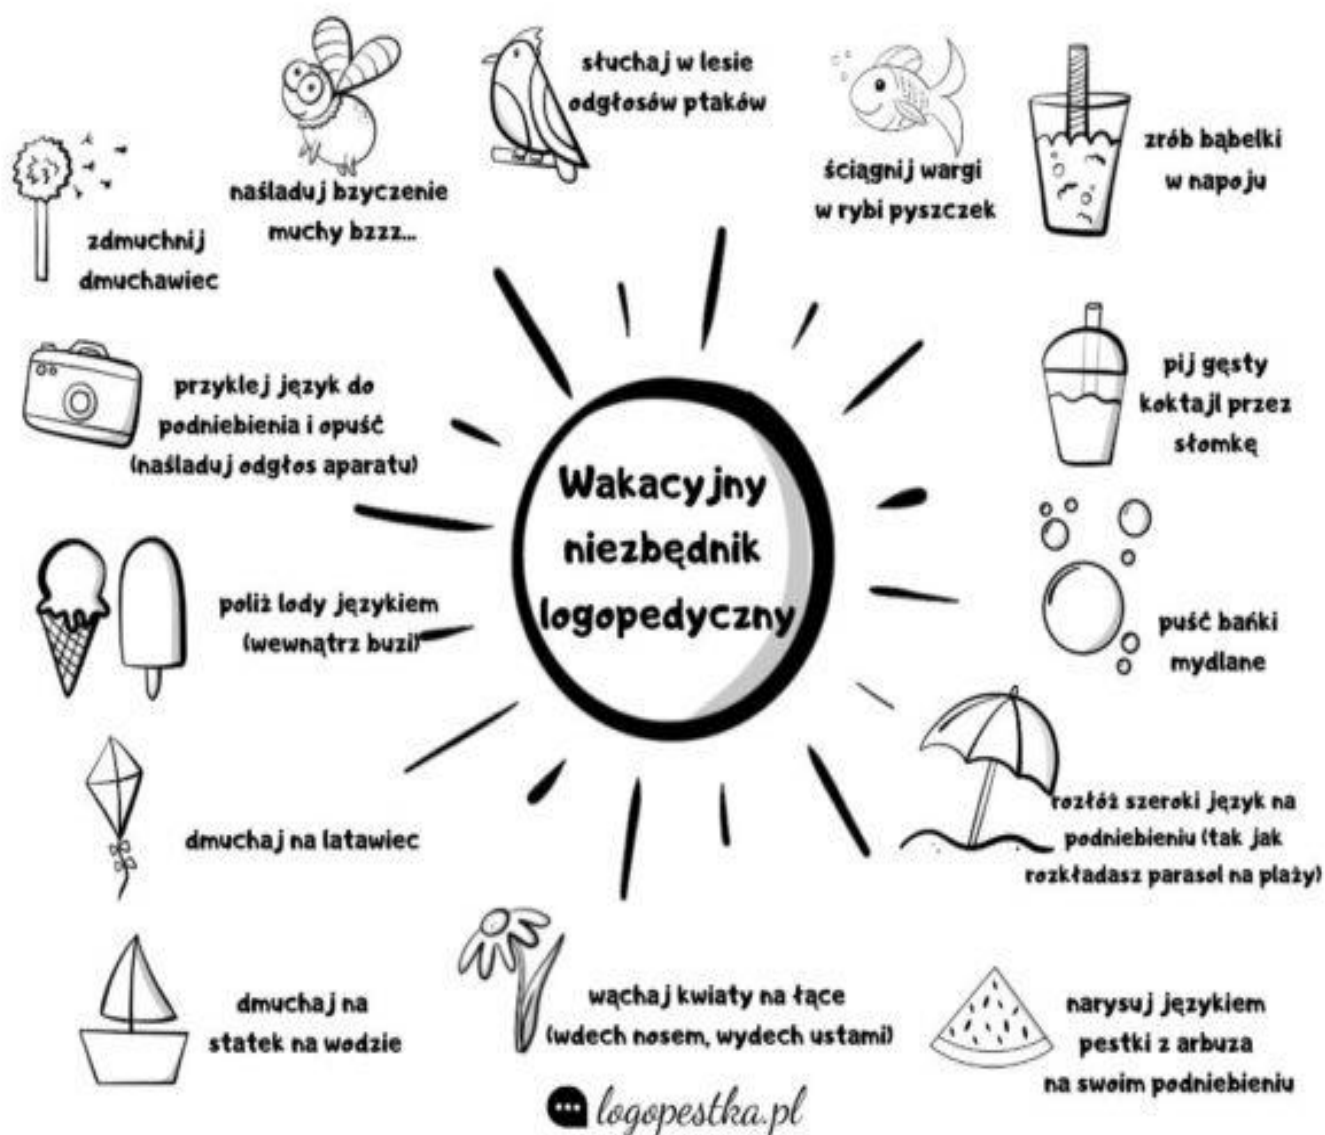 słuchaj w lesie
odgłosów ptaków
zrób bąbelki
w napoju
ściągnij wargi
w rybi pyszczek
naśladuj bzyczenie
muchy bzzz...
zdmuchnij
dmuchawiec
przyklej język do
podniebienia i opuść
(naśladuj odgłos aparatu)
pij gęsty
koktajl przez
słomkę
Wakacyjny
niezbędnik
logopedyczny
poliż lody językiem
(wewnątrz buzi)
puść bańki
mydlane
dmuchaj na latawiec
rozłóż szeroki język na
podniebieniu (tak jak
rozkładasz parasol na plaży)
dmuchaj na
statek na wodzie
wąchaj kwiaty na łące
(wdech nosem, wydech ustami)
narysuj językiem
pestki z arbuza
na swoim podniebieniu
logopestka.pl